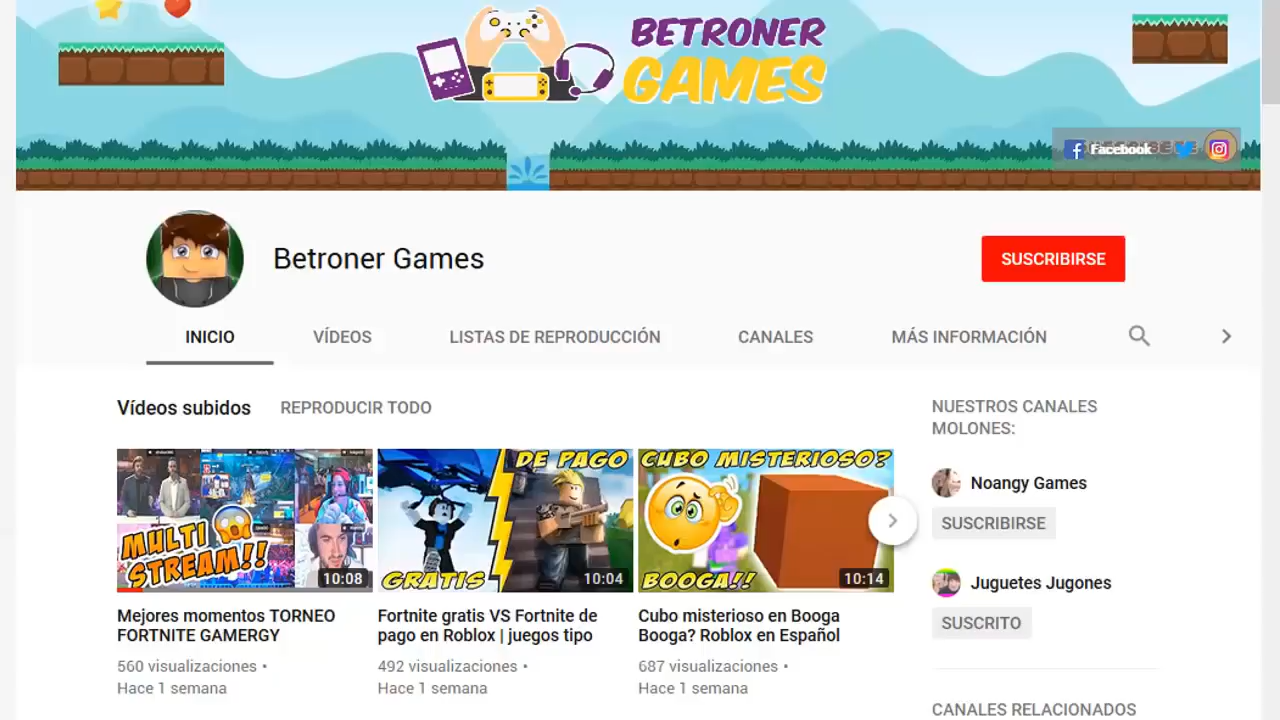 BETRONER
GAMES
Facebook
Betroner Games
SUSCRIBIRSE
INICIO
VÍDEOS
LISTAS DE REPRODUCCIÓN
CANALES
MÁS INFORMACIÓN
Vídeos subidos
REPRODUCIR TODO
MULTI
STREAM!!
10:08
Mejores momentos TORNEO
FORTNITE GAMERGY
560 visualizaciones •
Hace 1 semana
DE PAGO
GRATIS
10:04
Fortnite gratis VS Fortnite de
pago en Roblox | juegos tipo
492 visualizaciones •
Hace 1 semana
CUBO MISTERIOSO?
BOOGA!!
10:14
Cubo misterioso en Booga
Booga? Roblox en Español
687 visualizaciones •
Hace 1 semana
NUESTROS CANALES
MOLONES:
Noangy Games
SUSCRIBIRSE
Juguetes Jugones
SUSCRITO
CANALES RELACIONADOS